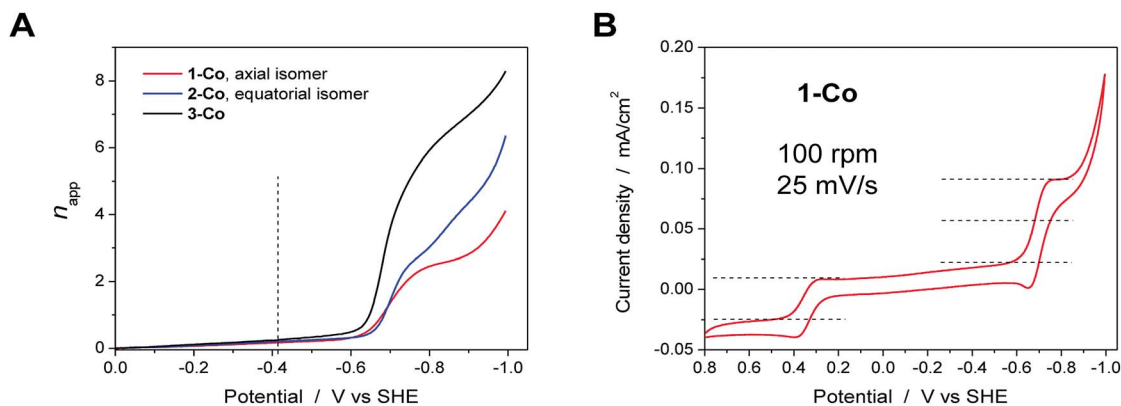 A
8
6
4
2
0
n app
1-Co, axial isomer
2-Co, equatorial isomer
3-Co
0.0 -0.2 -0.4 -0.6 -0.8 -1.0
Potential / V vs SHE
B
0.20
0.15
0.10
0.05
0.00
-0.05
Current density / mA/cm²
1-Co
100 rpm
25 mV/s
0.8 0.6 0.4 0.2 0.0 -0.2 -0.4 -0.6 -0.8 -1.0
Potential / V vs SHE